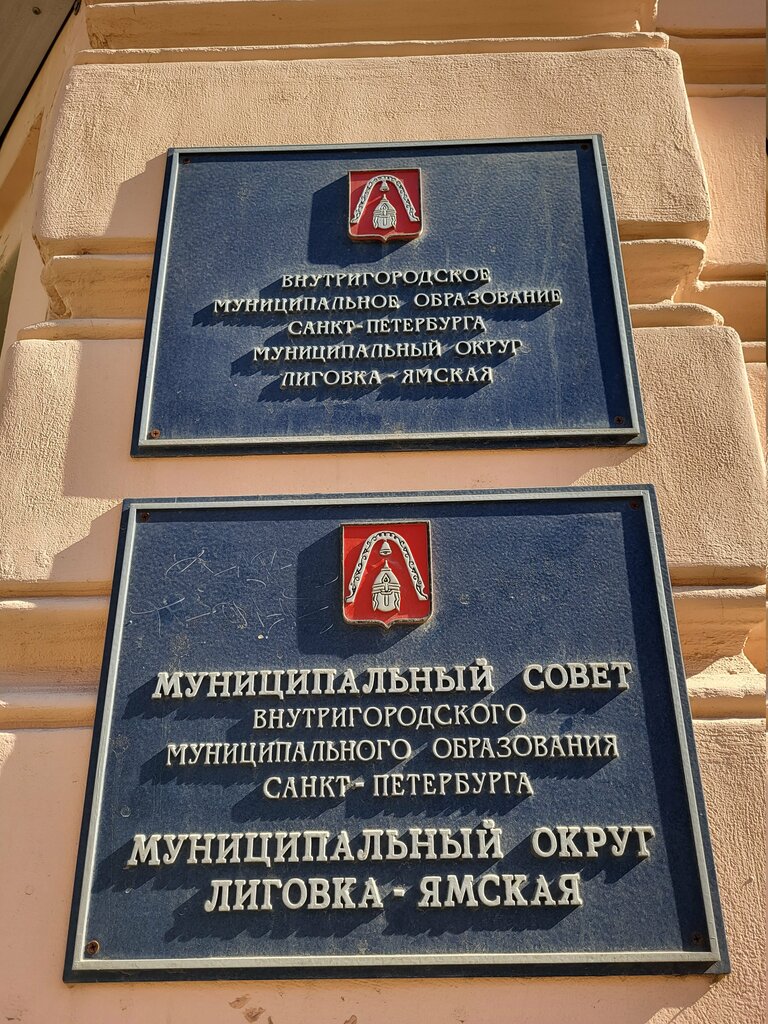 ВНУТРИГОРОДСКОЕ
МУНИЦИПАЛЬНОЕ ОБРАЗОВАНИЕ
САНКТ-ПЕТЕРБУРГА
МУНИЦИПАЛЬНЫЙ ОКРУГ
ЛИГОВКА-ЯМСКАЯ
МУНИЦИПАЛЬНЫЙ СОВЕТ
ВНУТРИГОРОДСКОГО
МУНИЦИПАЛЬНОГО ОБРАЗОВАНИЯ
САНКТ-ПЕТЕРБУРГА
МУНИЦИПАЛЬНЫЙ ОКРУГ
ЛИГОВКА-ЯМСКАЯ